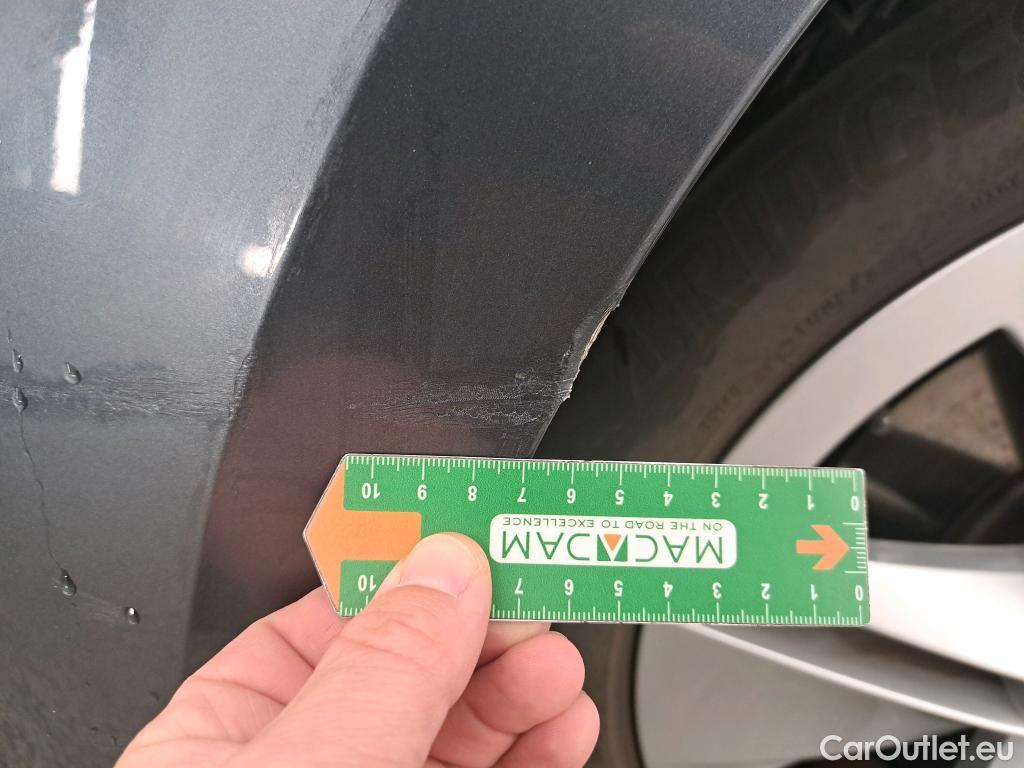 BRIDGES
10 9 8 7 6 5 4 3 2 1 0
MACADAM
ON THE ROAD TO EXCELLENCE
10 7 6 5 4 3 2 1 0
CarOutlet.eu